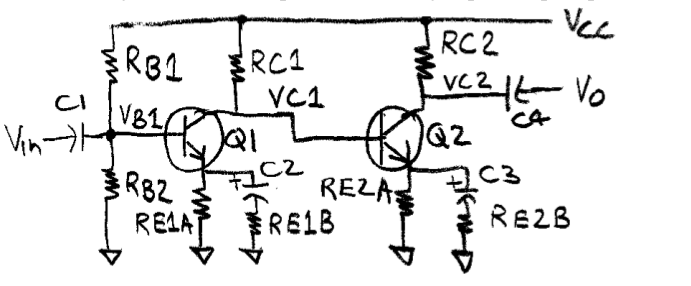 VCC
RB1 RC1 RC2
C1 VB1 VC1 VC2 VO
Vin Q1 Q2 C4
RB2 C2 RE2A C3
RE1A RE1B RE2B
+ +